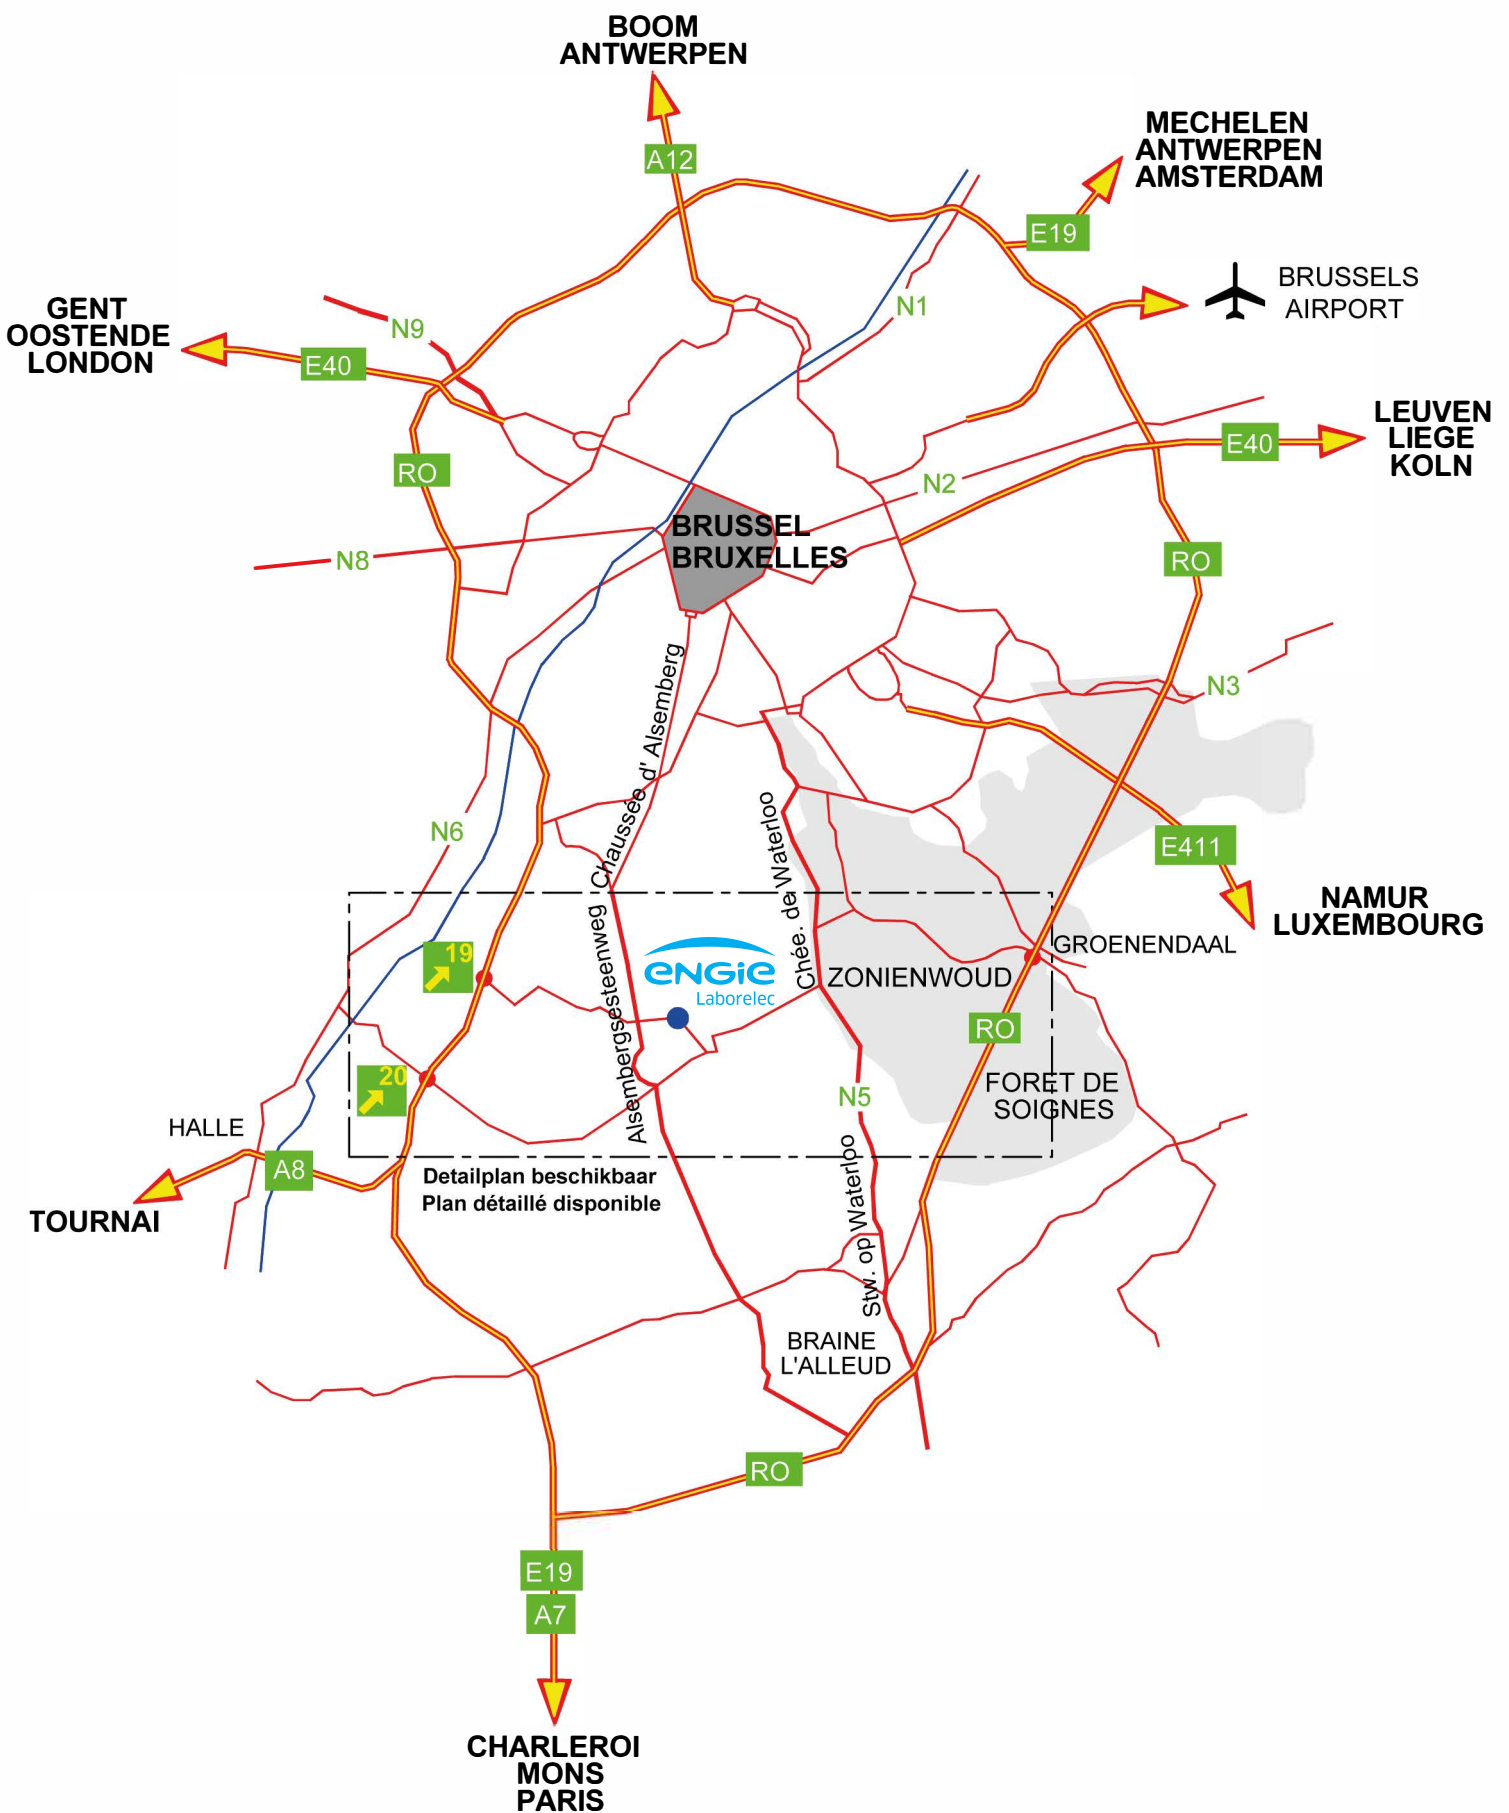 BOOM
ANTWERPEN
A12
MECHELEN
ANTWERPEN
AMSTERDAM
E19
BRUSSELS
AIRPORT
GENT
OOSTENDE
LONDON
N9
E40
N1
LEUVEN
LIEGE
KOLN
E40
RO
N2
BRUSSEL
BRUXELLES
N8
RO
N3
Chaussée d' Alsemberg
N6
Chée. de Waterloo
E411
NAMUR
LUXEMBOURG
GROENENDAAL
19
ENGIE
Laborelec
Alsembergsesteenweg
ZONIENWOUD
RO
20
Alsemberg
N5
FORET DE
SOIGNES
HALLE
A8
Detailplan beschikbaar
Plan détaillé disponible
TOURNAI
Stw. op Waterloo
BRAINE
L'ALLEUD
RO
E19
A7
CHARLEROI
MONS
PARIS